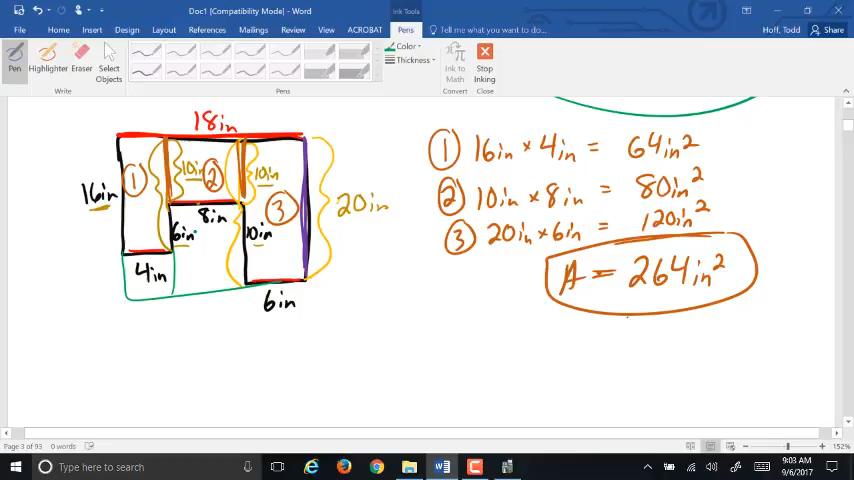 Doc1 [Compatibility Mode] - Word
Ink Tools
Hoff, Todd
File Home Insert Draw Design Layout References Mailings Review View ACROBAT Pens Tell me what you want to do... Share
Pen Highlighter Eraser Select Objects
Color
Thickness
Ink to Math
Stop Inking
Write Pens Convert Close
18in
16in
1
10in
2
10in
3
20in
8in
6in
10in
4in
6in
1 16in × 4in = 64in²
2 10in × 8in = 80in²
3 20in × 6in = 120in²
A = 264in²
Page 3 of 93 0 words 152%
Type here to search
9:03 AM
9/6/2017